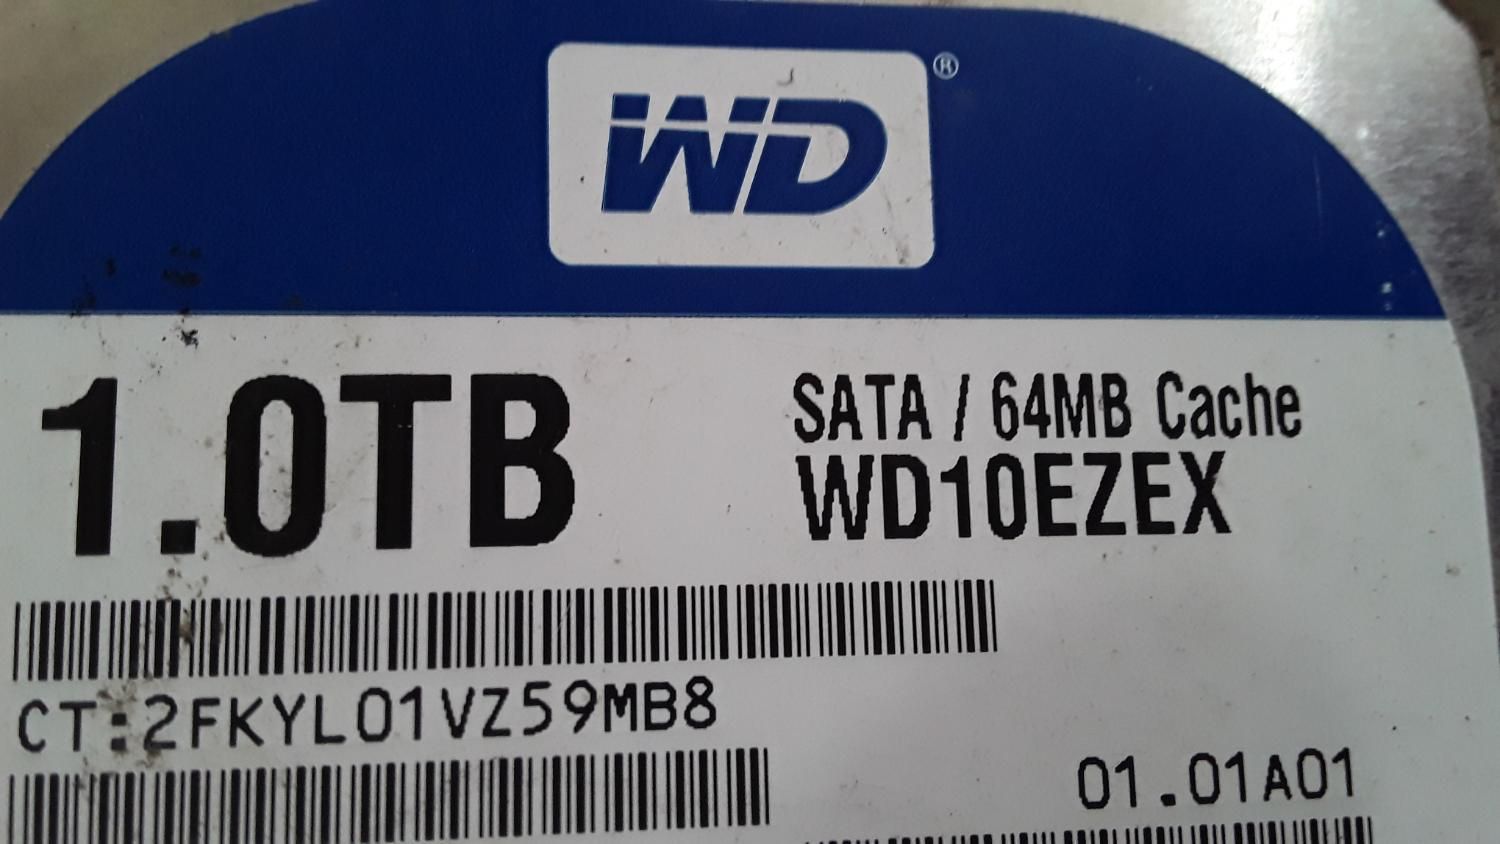 WD®
1.0TB
SATA / 64MB Cache
WD10EZEX
CT:2FKYL01VZ59MB8
01.01A01